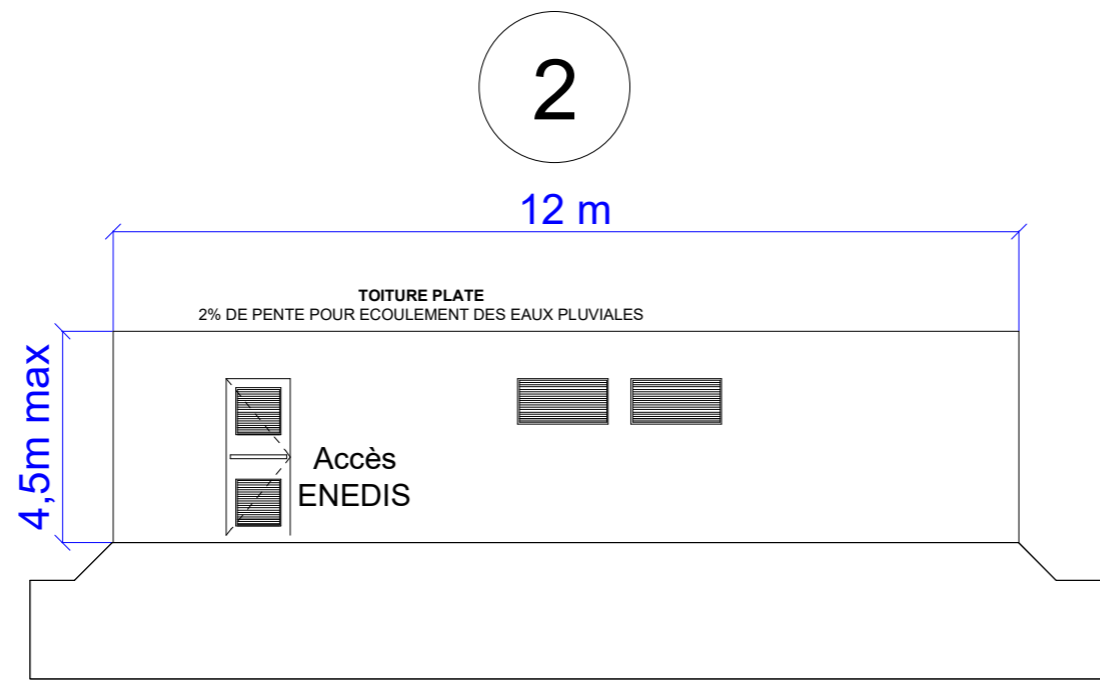 2
12 m
TOITURE PLATE
2% DE PENTE POUR ECOULEMENT DES EAUX PLUVIALES
4,5m max
Accès
ENEDIS